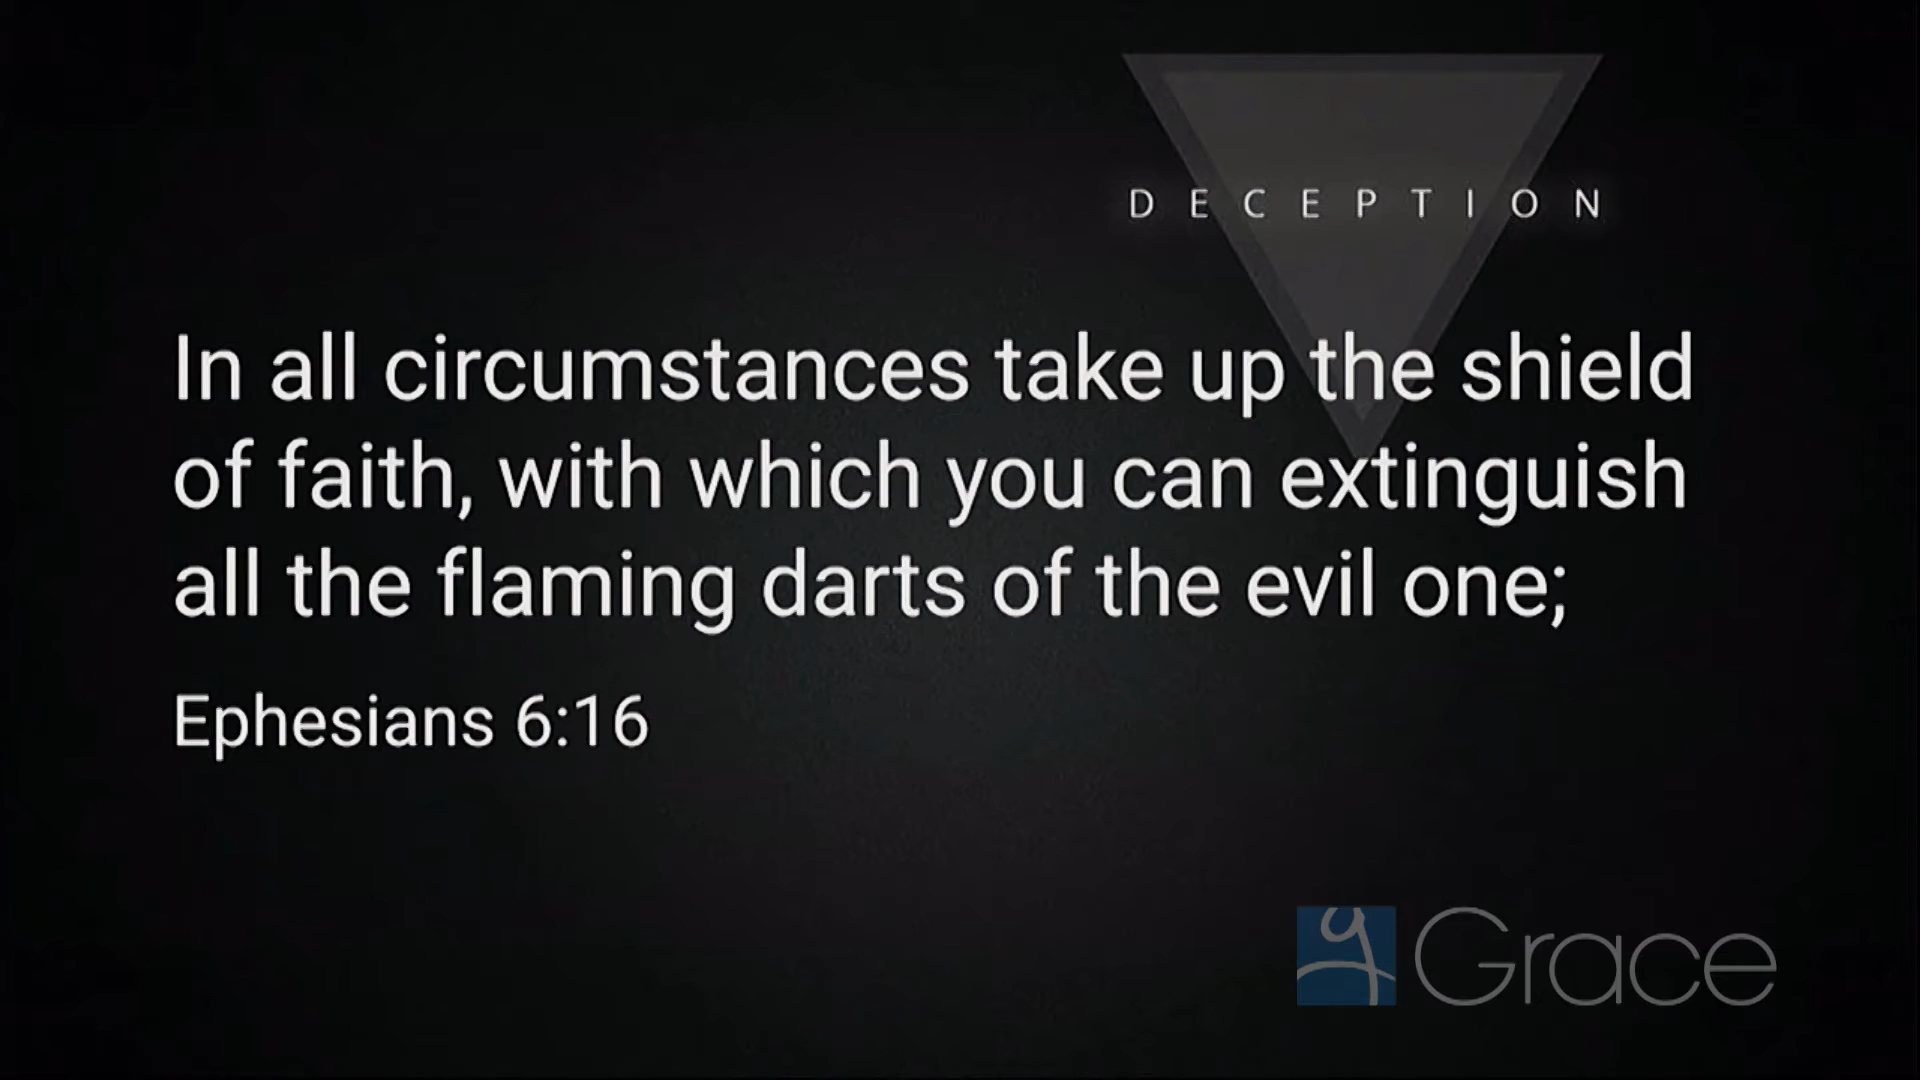 DECEPTION
In all circumstances take up the shield
of faith, with which you can extinguish
all the flaming darts of the evil one;
Ephesians 6:16
g Grace